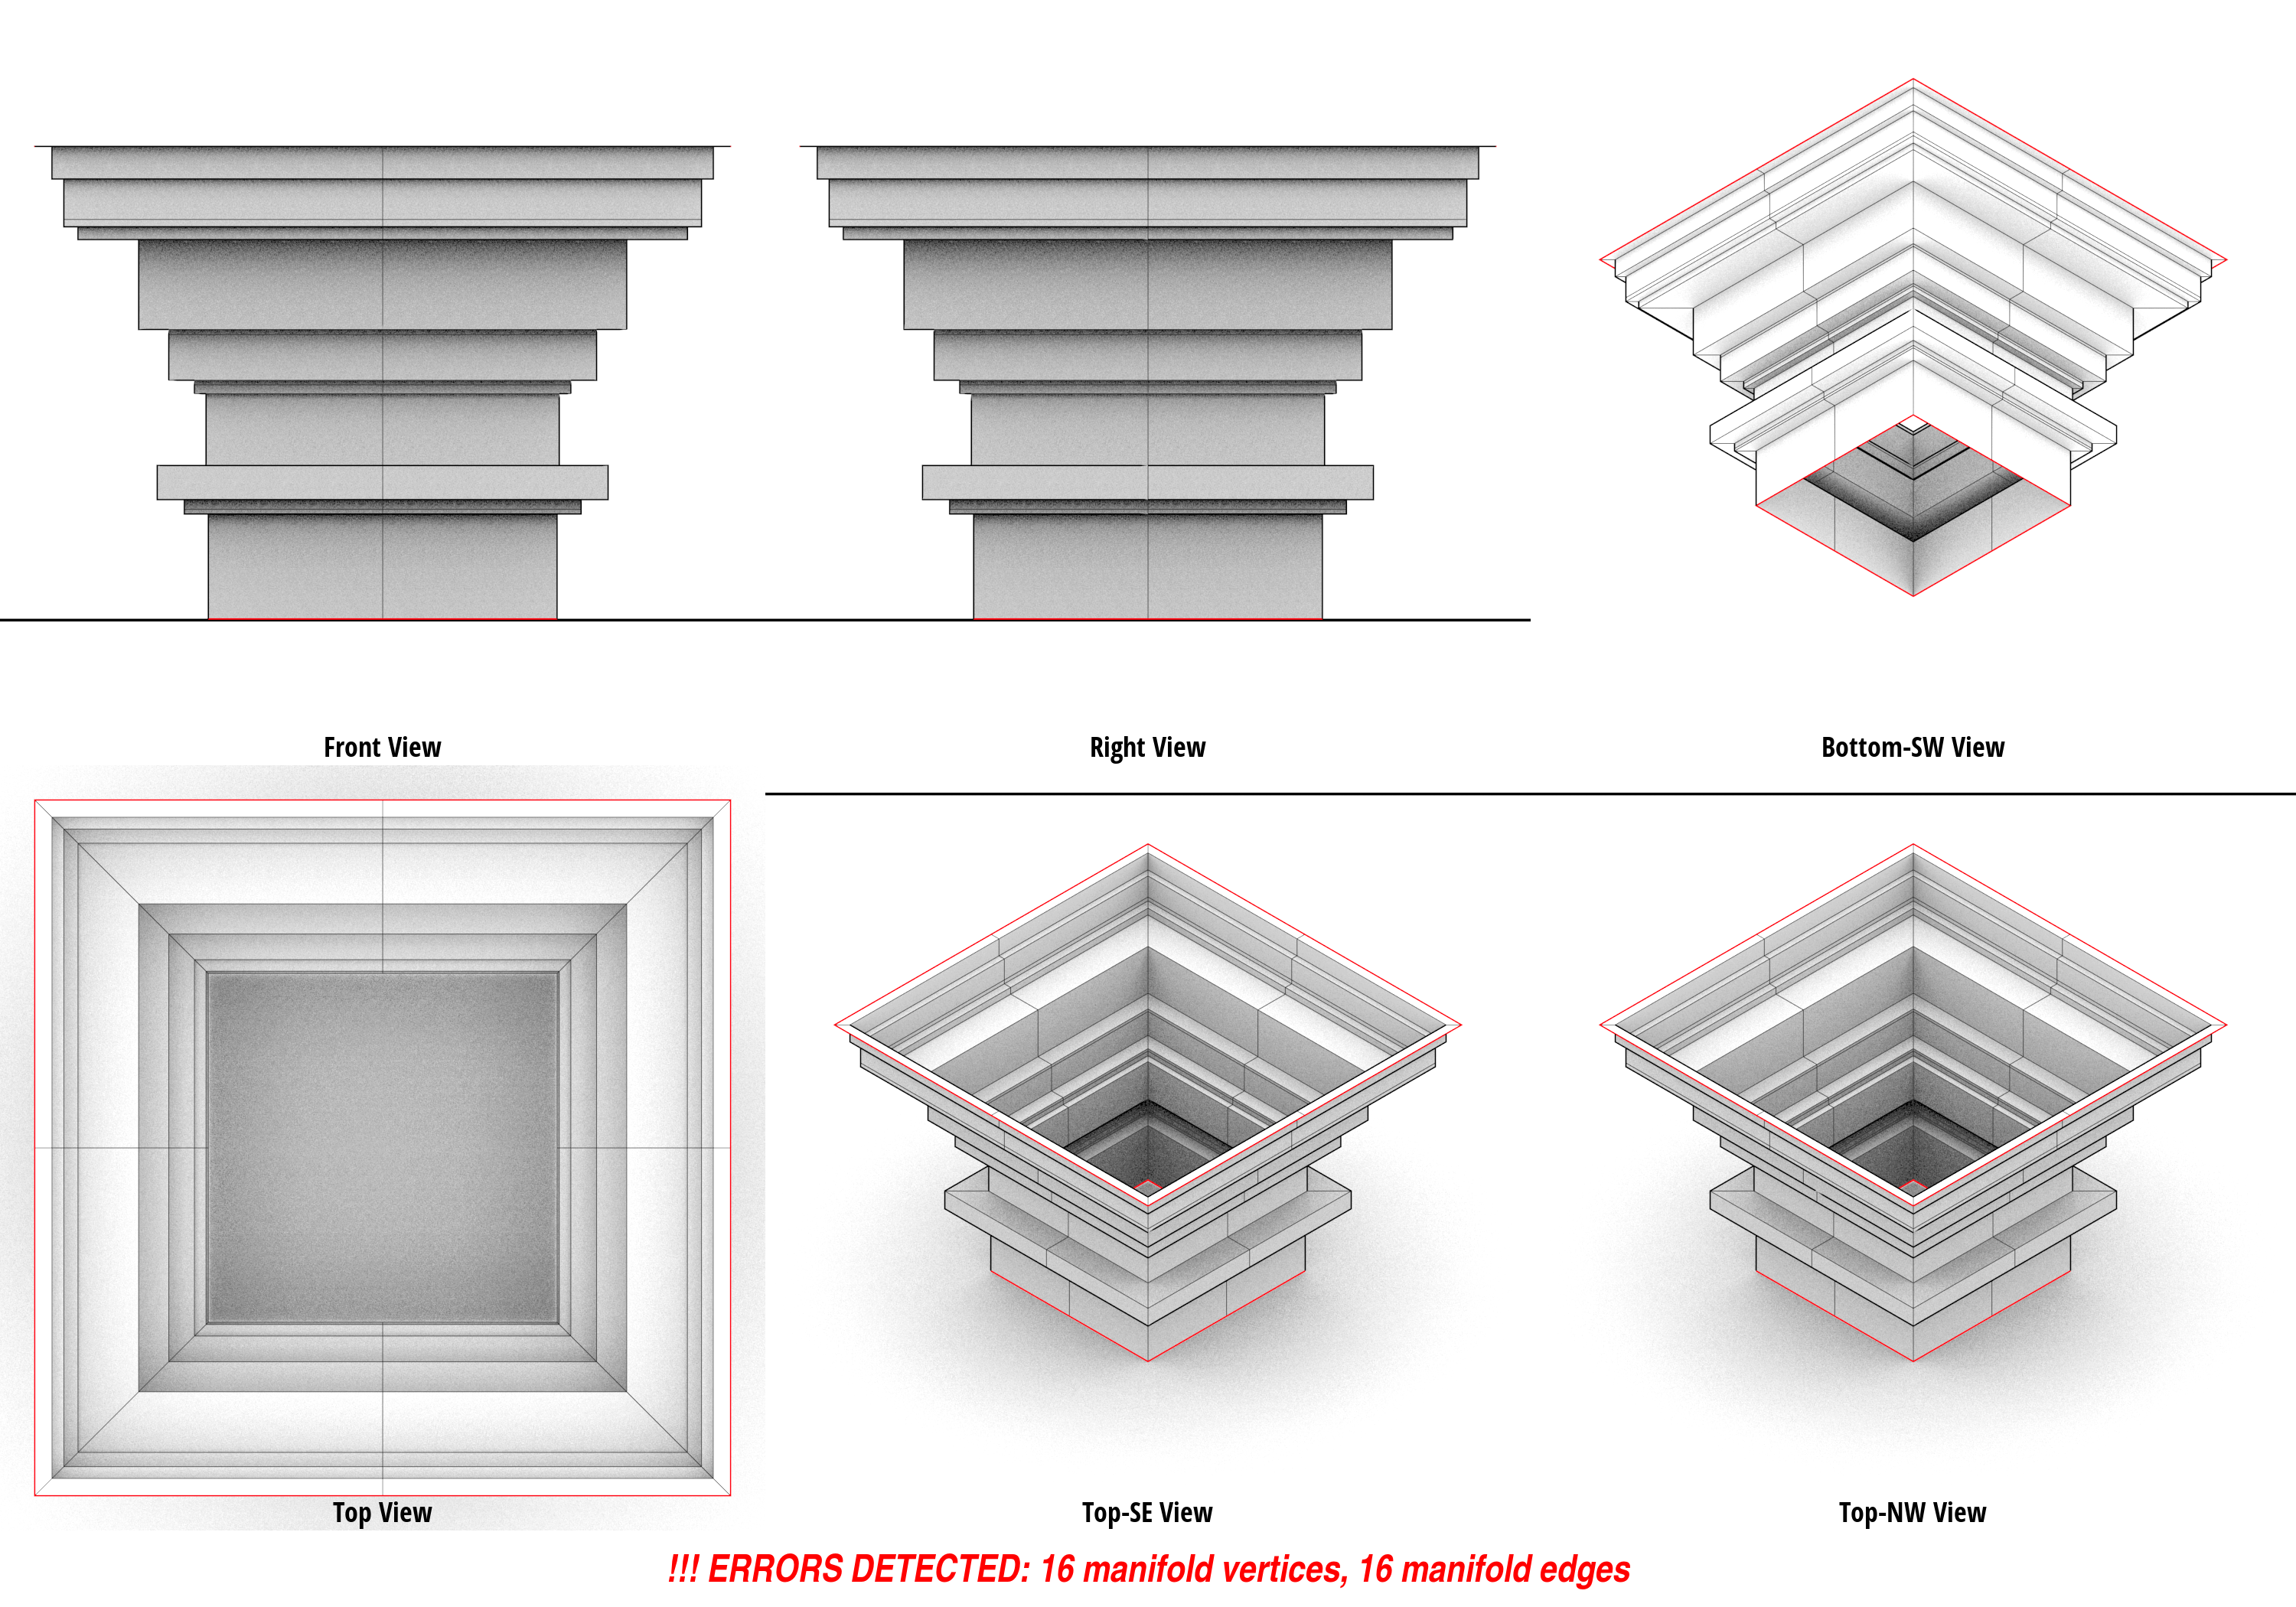 Front View
Right View
Bottom-SW View
Top View
Top-SE View
Top-NW View
!!! ERRORS DETECTED: 16 manifold vertices, 16 manifold edges